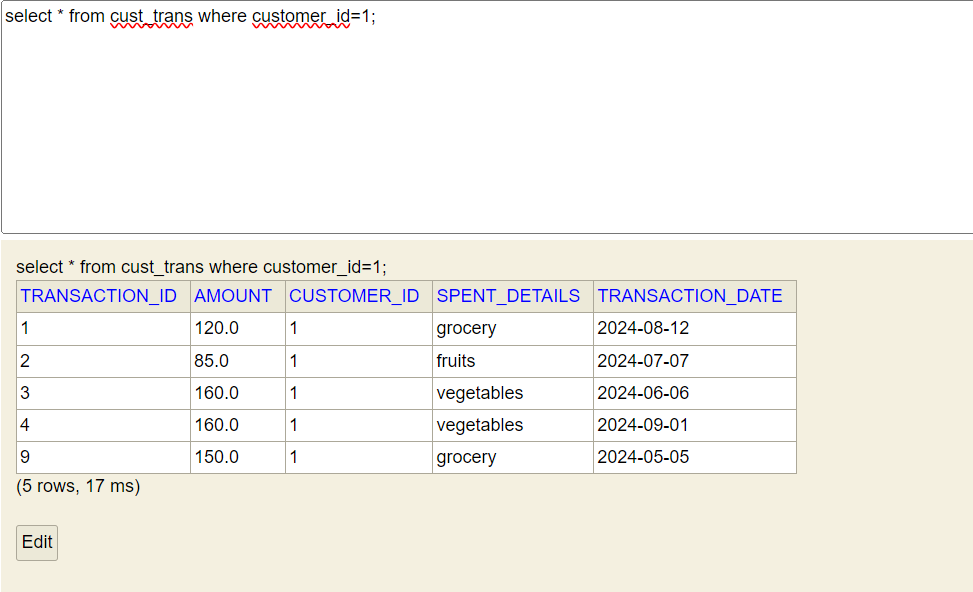 select * from cust_trans where customer_id=1;
select * from cust_trans where customer_id=1;
TRANSACTION_ID AMOUNT CUSTOMER_ID SPENT_DETAILS TRANSACTION_DATE
1 120.0 1 grocery 2024-08-12
2 85.0 1 fruits 2024-07-07
3 160.0 1 vegetables 2024-06-06
4 160.0 1 vegetables 2024-09-01
9 150.0 1 grocery 2024-05-05
(5 rows, 17 ms)
Edit